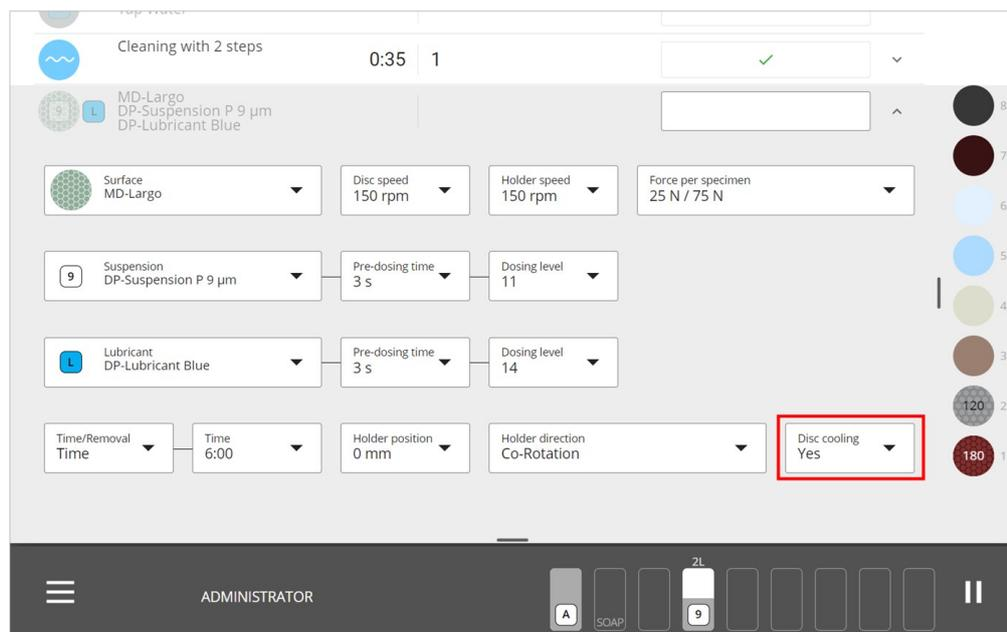 Tap Water
Cleaning with 2 steps
0:35 1
MD-Largo
9 L DP-Suspension P 9 µm
DP-Lubricant Blue
8
7
6
5
4
3
120 2
180 1
Surface
MD-Largo
Disc speed
150 rpm
Holder speed
150 rpm
Force per specimen
25 N / 75 N
9
Suspension
DP-Suspension P 9 µm
Pre-dosing time
3 s
Dosing level
11
L
Lubricant
DP-Lubricant Blue
Pre-dosing time
3 s
Dosing level
14
Time/Removal
Time
Time
6:00
Holder position
0 mm
Holder direction
Co-Rotation
Disc cooling
Yes
ADMINISTRATOR
A
SOAP
2L
9